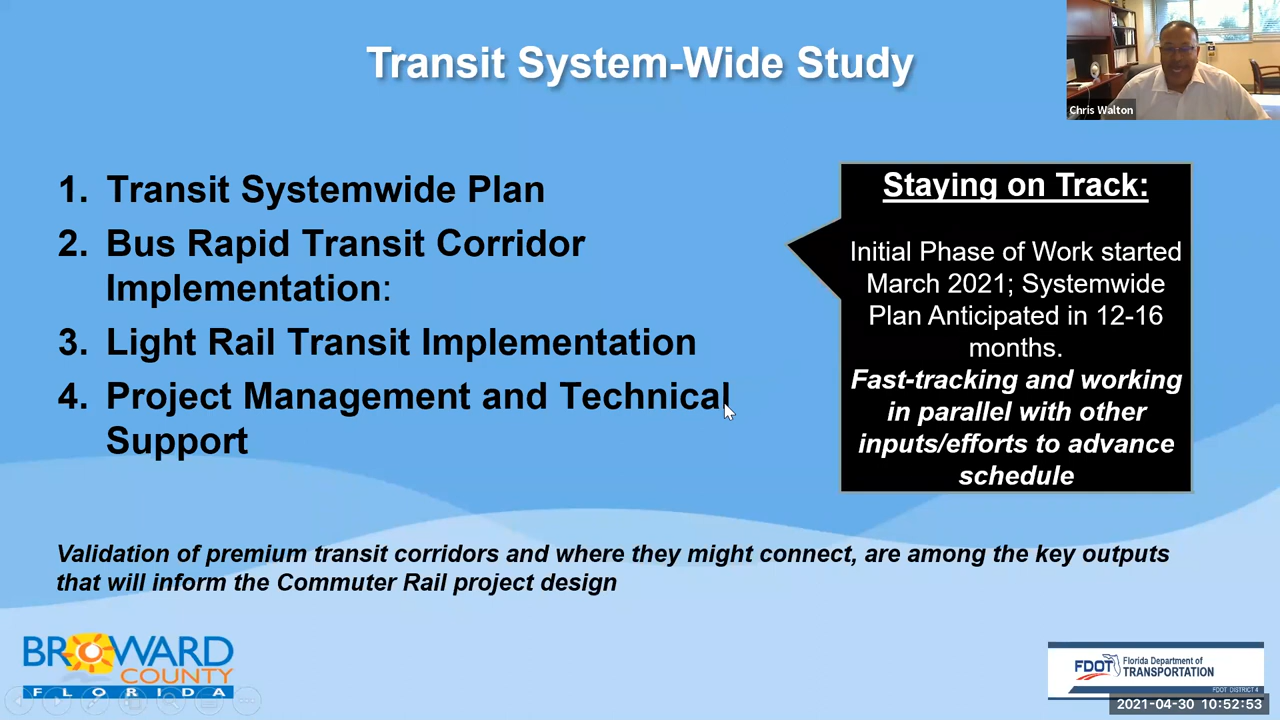 Transit System-Wide Study
Chris Walton
1. Transit Systemwide Plan
2. Bus Rapid Transit Corridor
Implementation:
3. Light Rail Transit Implementation
4. Project Management and Technical
Support
Staying on Track:
Initial Phase of Work started
March 2021; Systemwide
Plan Anticipated in 12-16
months.
Fast-tracking and working
in parallel with other
inputs/efforts to advance
schedule
Validation of premium transit corridors and where they might connect, are among the key outputs
that will inform the Commuter Rail project design
BROWARD
COUNTY
FLORIDA
FDOT
Florida Department of
TRANSPORTATION
FDOT DISTRICT 4
2021-04-30 10:52:53